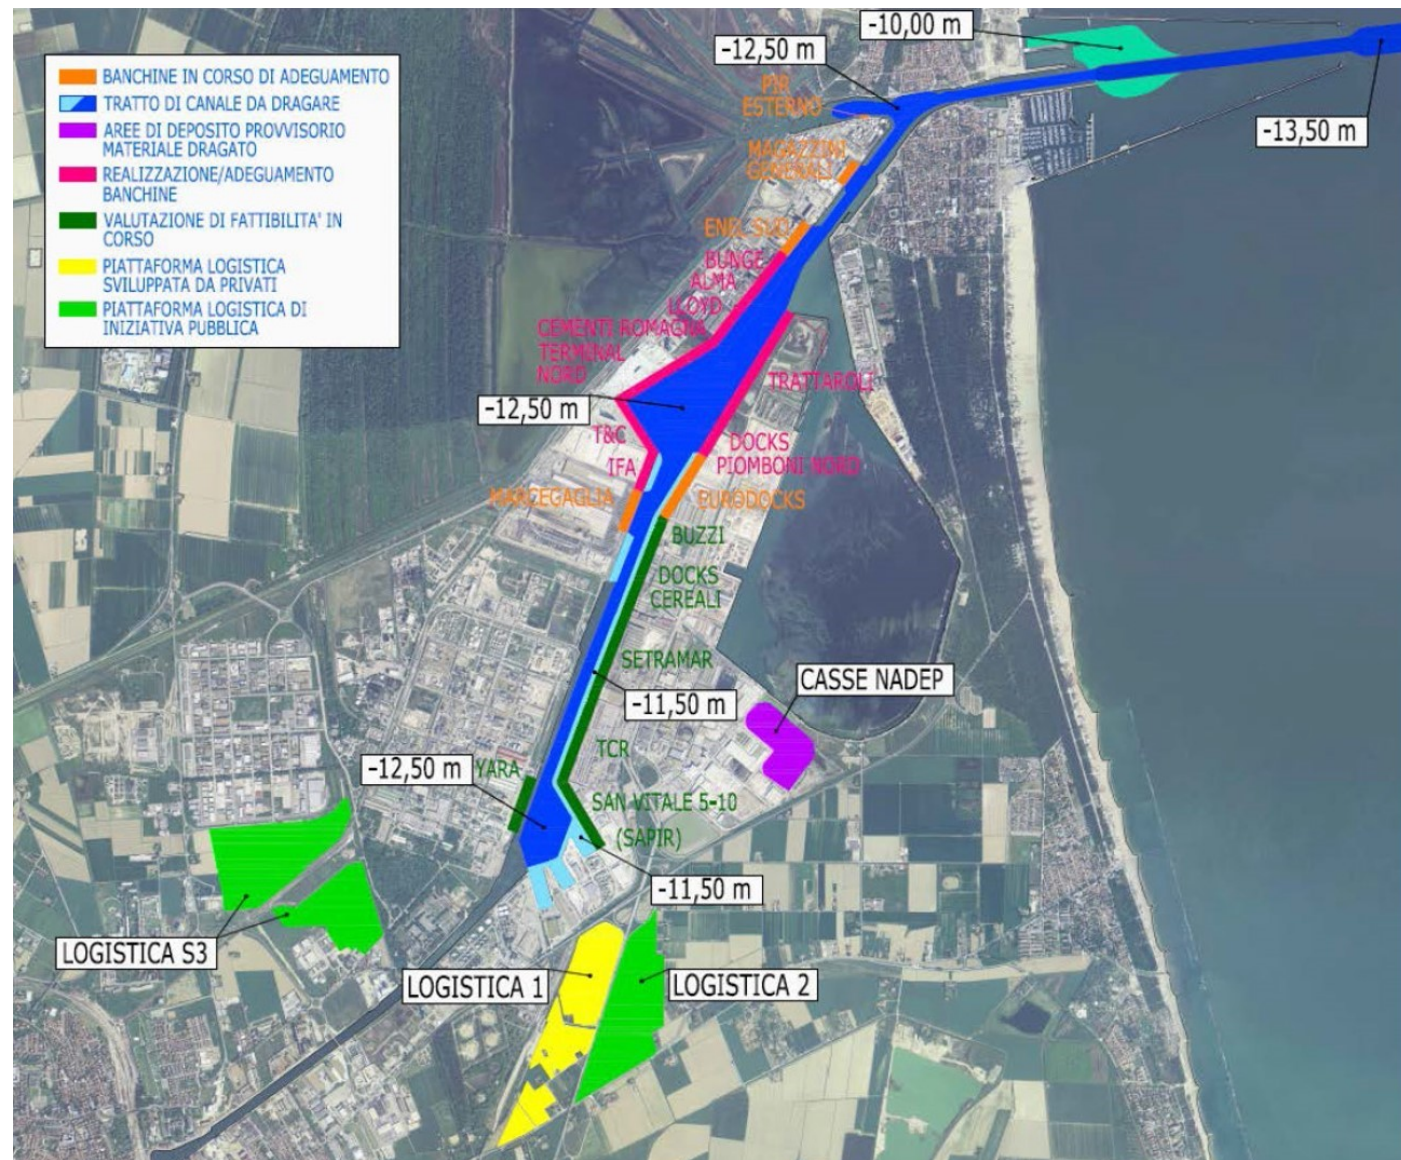 BANCHINE IN CORSO DI ADEGUAMENTO
TRATTO DI CANALE DA DRAGARE
AREE DI DEPOSITO PROVVISORIO
MATERIALE DRAGATO
REALIZZAZIONE/ADEGUAMENTO
BANCHINE
VALUTAZIONE DI FATTIBILITA' IN
CORSO
PIATTAFORMA LOGISTICA
SVILUPPATA DA PRIVATI
PIATTAFORMA LOGISTICA DI
INIZIATIVA PUBBLICA
-10,00 m
-12,50 m
-13,50 m
PIR
ESTERNO
MAGAZZINI
GENERALI
ENEL SUD
BUNGE
ALMA
LLOYD
CEMENTI ROMAGNA
TERMINAL
NORD
TRATTAROLI
-12,50 m
T&C
IFA
DOCKS
PIOMBONI NORD
MARCEGAGLIA
EURODOCKS
BUZZI
DOCKS
CEREALI
SETRAMAR
CASSE NADEP
-11,50 m
TCR
-12,50 m
YARA
SAN VITALE 5-10
(SAPIR)
-11,50 m
LOGISTICA S3
LOGISTICA 1
LOGISTICA 2